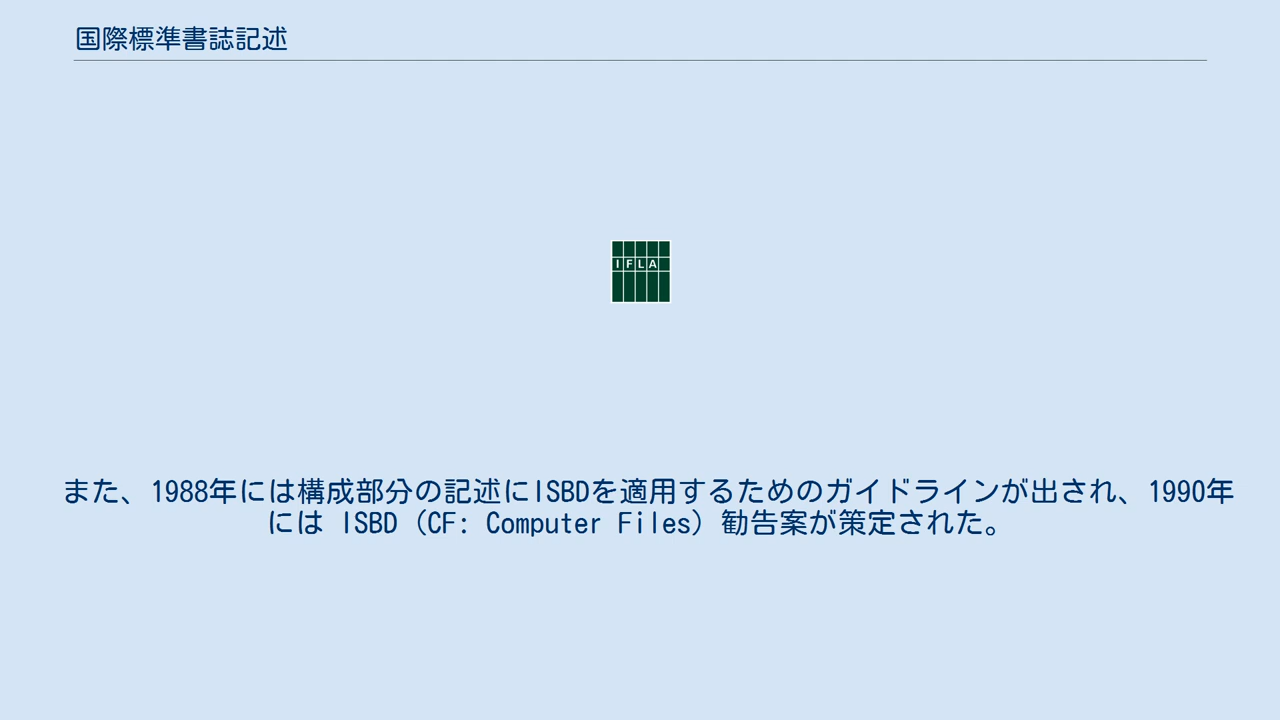 国際標準書誌記述
IFLA
また、1988年には構成部分の記述にISBDを適用するためのガイドラインが出され、1990年
には ISBD（CF: Computer Files）勧告案が策定された。